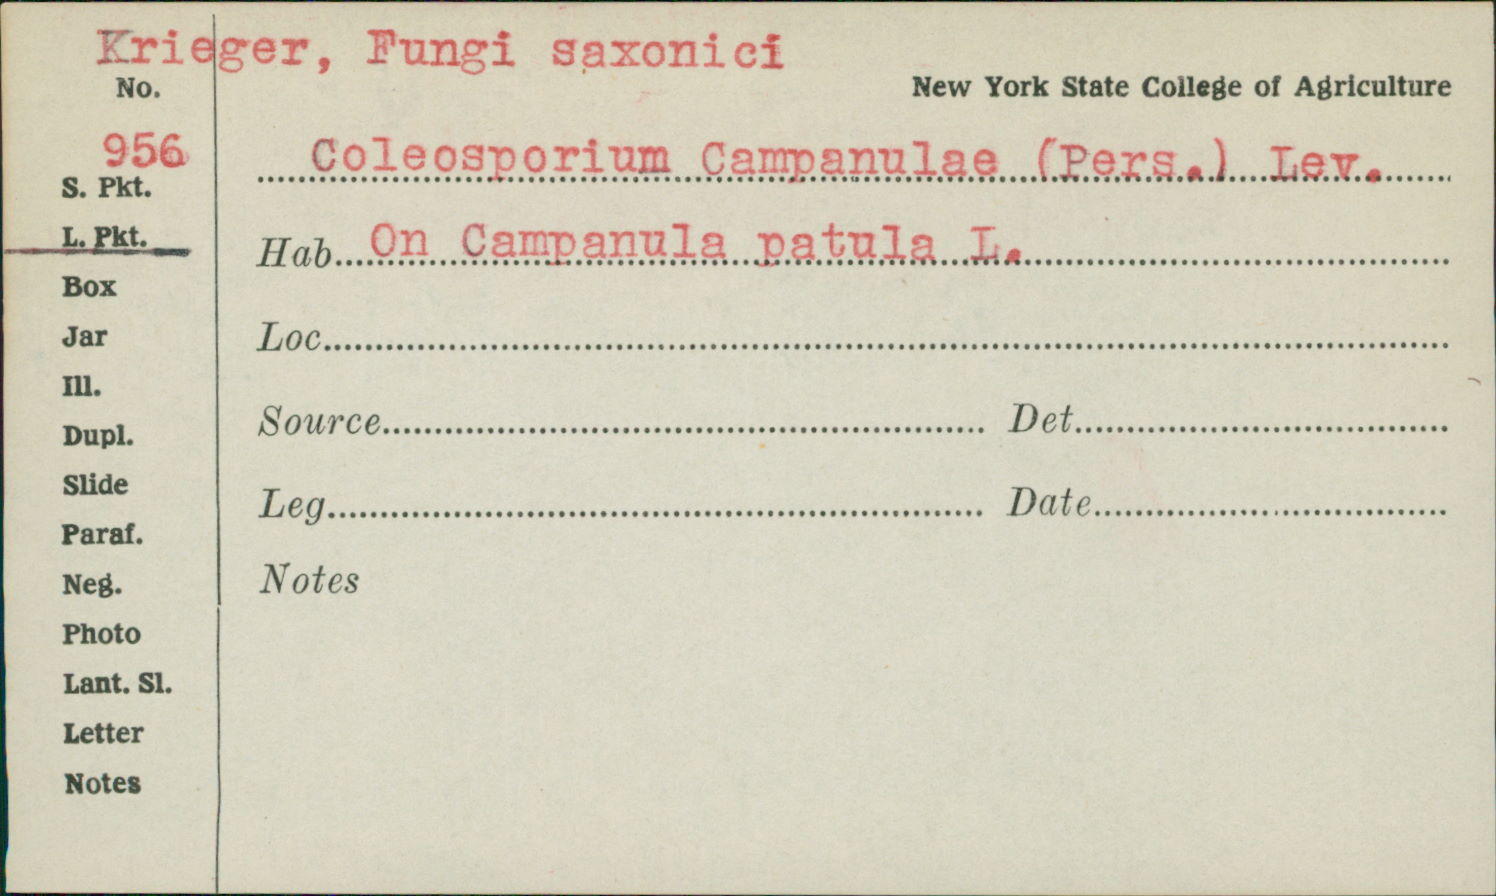 Krieger, Fungi saxonici
No.
New York State College of Agriculture
956
Coleosporium Campanulae (Pers.) Lev.
S. Pkt.
L. Pkt.
Hab. On Campanula patula L.
Box
Jar
Loc.
Ill.
Dupl.
Source Det.
Slide
Leg. Date
Paraf.
Neg.
Notes
Photo
Lant. Sl.
Letter
Notes